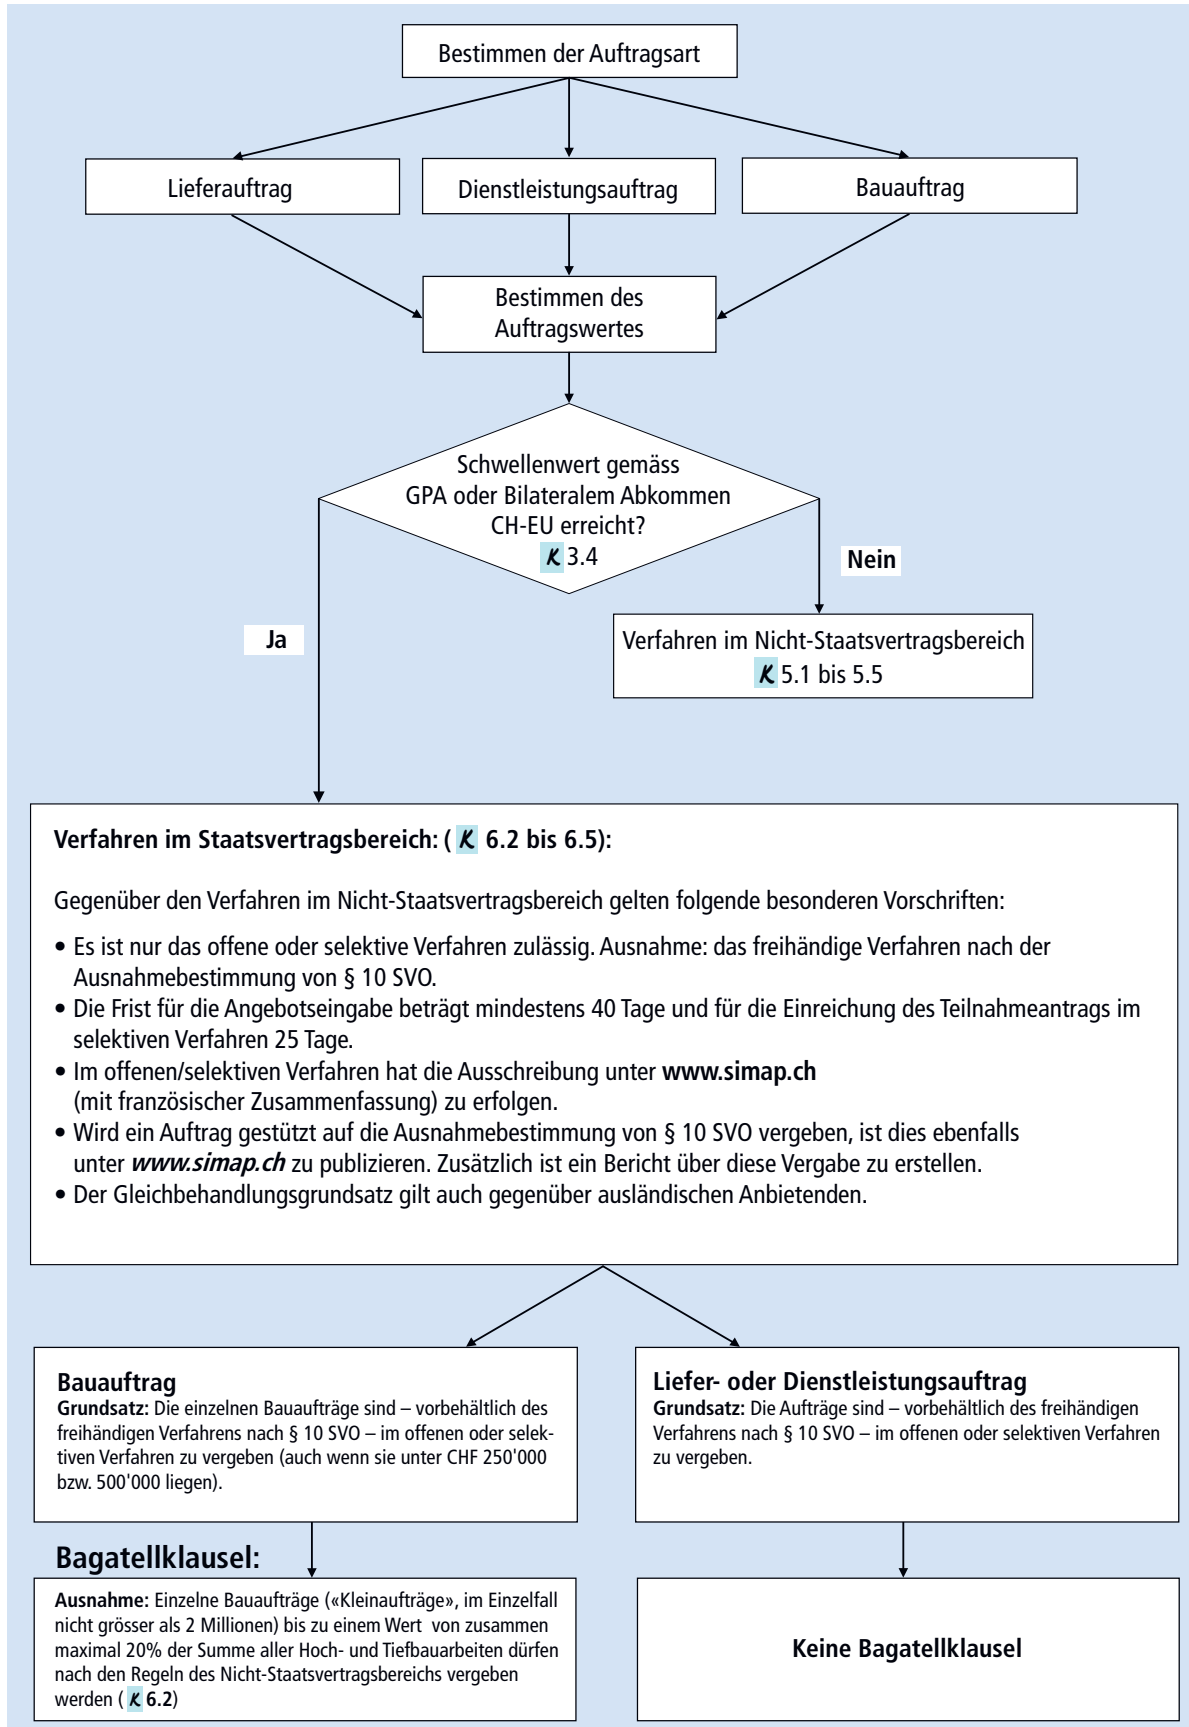 Bestimmen der Auftragsart
Lieferauftrag
Dienstleistungsauftrag
Bauauftrag
Bestimmen des
Auftragswertes
Schwellenwert gemäss
GPA oder Bilateralem Abkommen
CH-EU erreicht?
K 3.4
Nein
Ja
Verfahren im Nicht-Staatsvertragsbereich
K 5.1 bis 5.5
Verfahren im Staatsvertragsbereich: ( K 6.2 bis 6.5):
Gegenüber den Verfahren im Nicht-Staatsvertragsbereich gelten folgende besonderen Vorschriften:
• Es ist nur das offene oder selektive Verfahren zulässig. Ausnahme: das freihändige Verfahren nach der
Ausnahmebestimmung von § 10 SVO.
• Die Frist für die Angebotseingabe beträgt mindestens 40 Tage und für die Einreichung des Teilnahmeantrags im
selektiven Verfahren 25 Tage.
• Im offenen/selektiven Verfahren hat die Ausschreibung unter www.simap.ch
(mit französischer Zusammenfassung) zu erfolgen.
• Wird ein Auftrag gestützt auf die Ausnahmebestimmung von § 10 SVO vergeben, ist dies ebenfalls
unter www.simap.ch zu publizieren. Zusätzlich ist ein Bericht über diese Vergabe zu erstellen.
• Der Gleichbehandlungsgrundsatz gilt auch gegenüber ausländischen Anbietenden.
Bauauftrag
Grundsatz: Die einzelnen Bauaufträge sind – vorbehältlich des
freihändigen Verfahrens nach § 10 SVO – im offenen oder selek-
tiven Verfahren zu vergeben (auch wenn sie unter CHF 250'000
bzw. 500'000 liegen).
Liefer- oder Dienstleistungsauftrag
Grundsatz: Die Aufträge sind – vorbehältlich des freihändigen
Verfahrens nach § 10 SVO – im offenen oder selektiven Verfahren
zu vergeben.
Bagatellklausel:
Ausnahme: Einzelne Bauaufträge («Kleinaufträge», im Einzelfall
nicht grösser als 2 Millionen) bis zu einem Wert von zusammen
maximal 20% der Summe aller Hoch- und Tiefbauarbeiten dürfen
nach den Regeln des Nicht-Staatsvertragsbereichs vergeben
werden ( K 6.2)
Keine Bagatellklausel